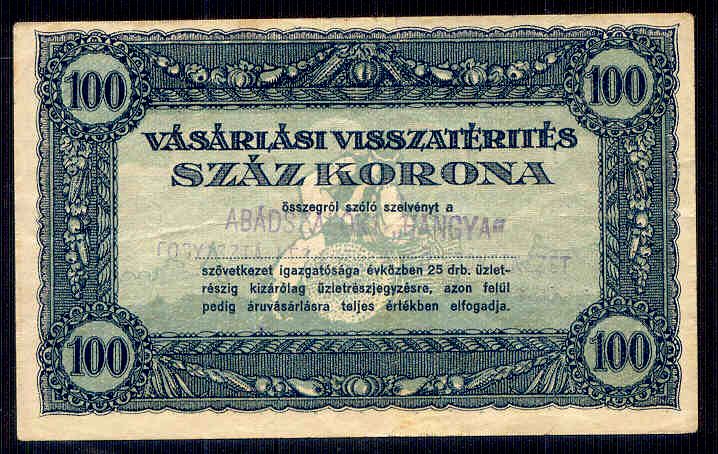 100 100
VÁSÁRLÁSI VISSZATÉRITÉS
SZÁZ KORONA
összegről szóló szelvényt a
"HANGYA"
szövetkezet igazgatósága évközben 25 drb. üzlet-
részig kizárólag üzletrészjegyzésre, azon felül
pedig áruvásárlásra teljes értékben elfogadja.
100 100